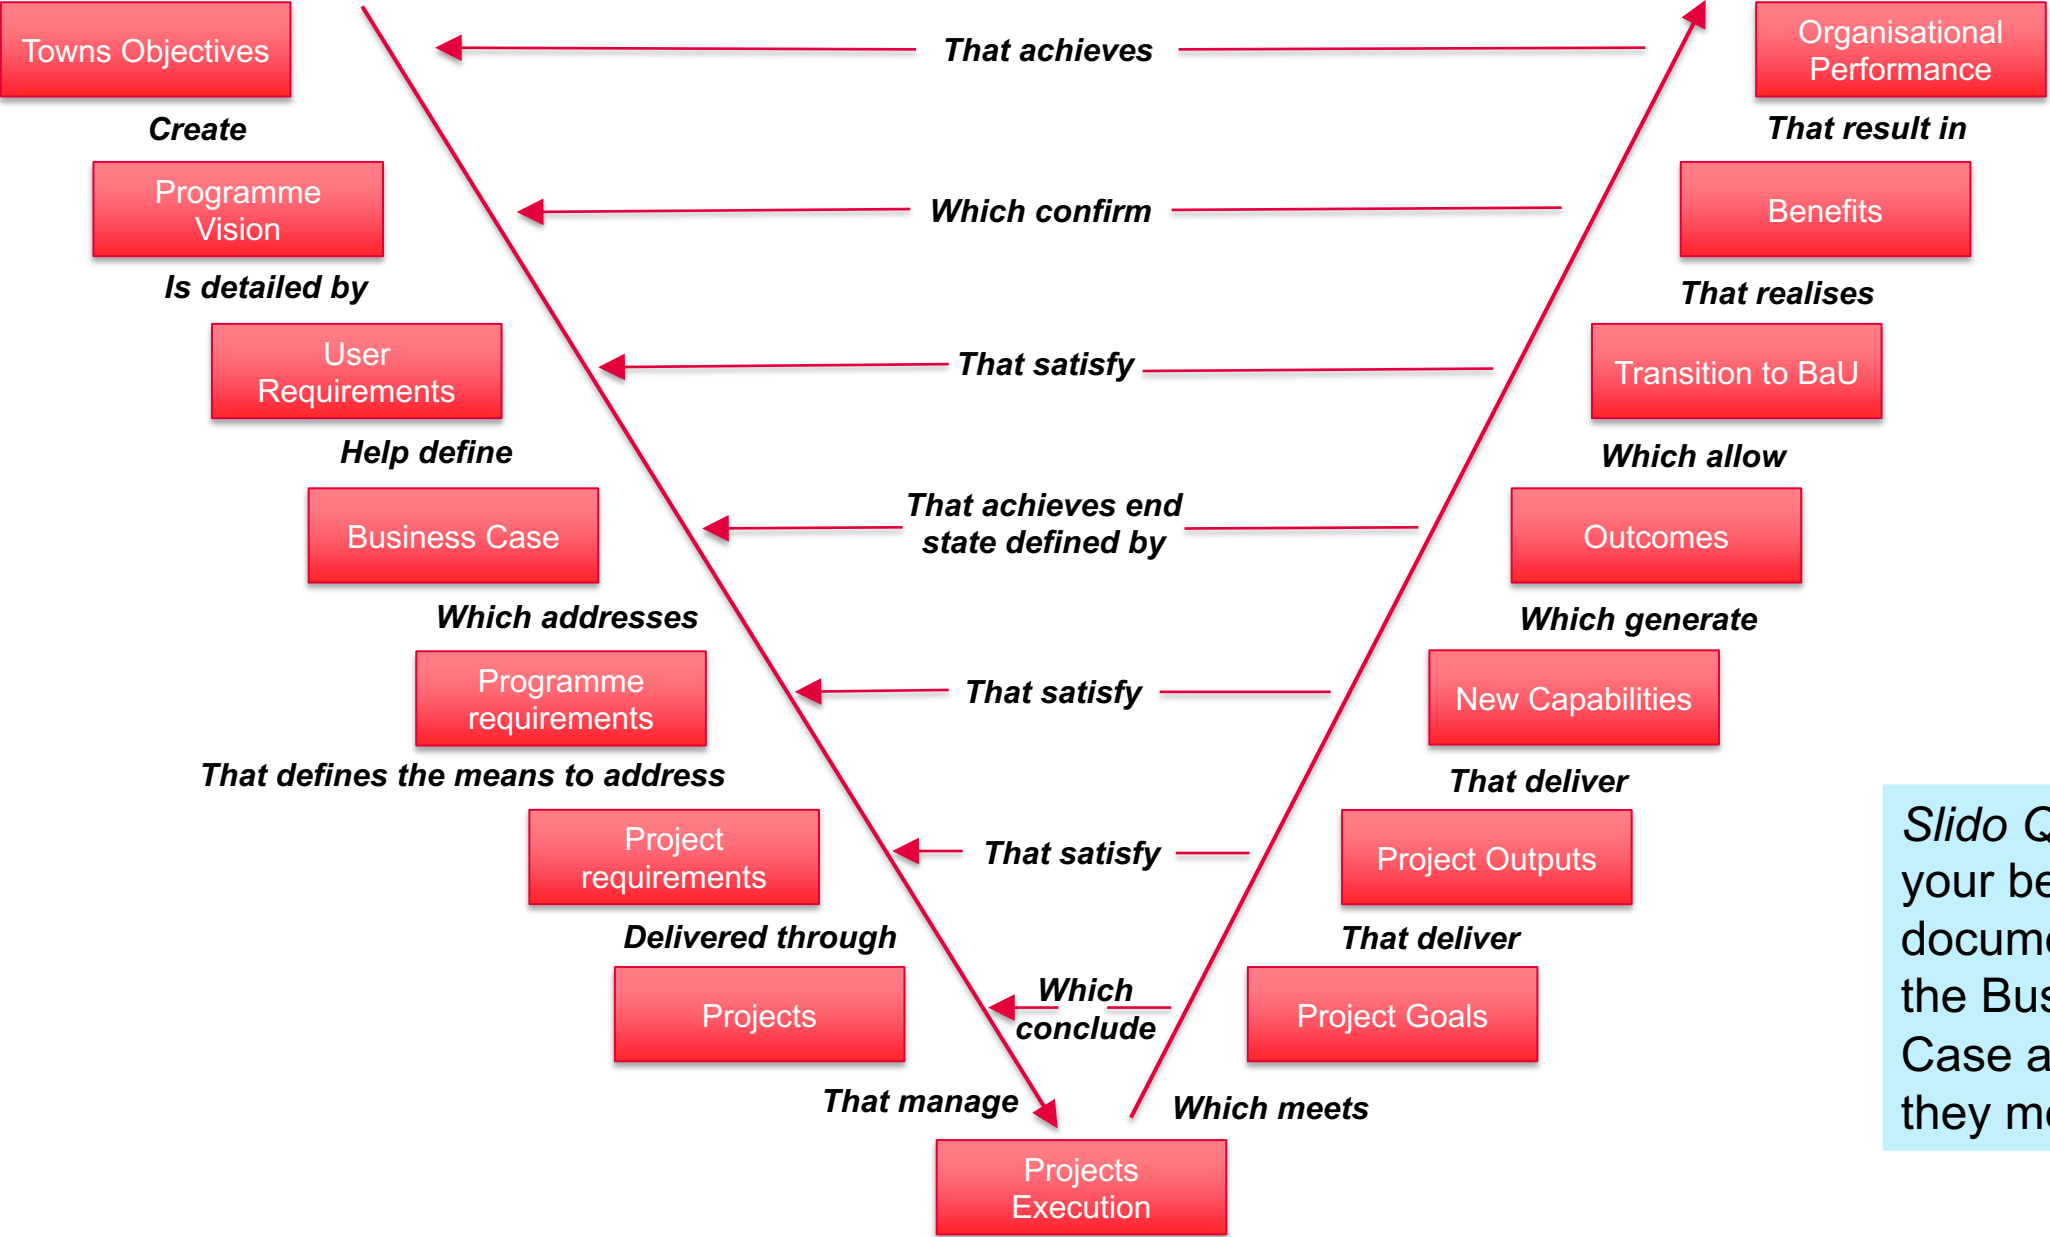 Towns Objectives
That achieves
Organisational
Performance
Create
That result in
Programme
Vision
Which confirm
Benefits
Is detailed by
That realises
User
Requirements
That satisfy
Transition to BaU
Help define
Which allow
Business Case
That achieves end
state defined by
Outcomes
Which addresses
Which generate
Programme
requirements
That satisfy
New Capabilities
That defines the means to address
That deliver
Project
requirements
That satisfy
Project Outputs
Delivered through
That deliver
Projects
Which
conclude
Project Goals
That manage
Which meets
Projects
Execution
Slido
your
the
Case
they